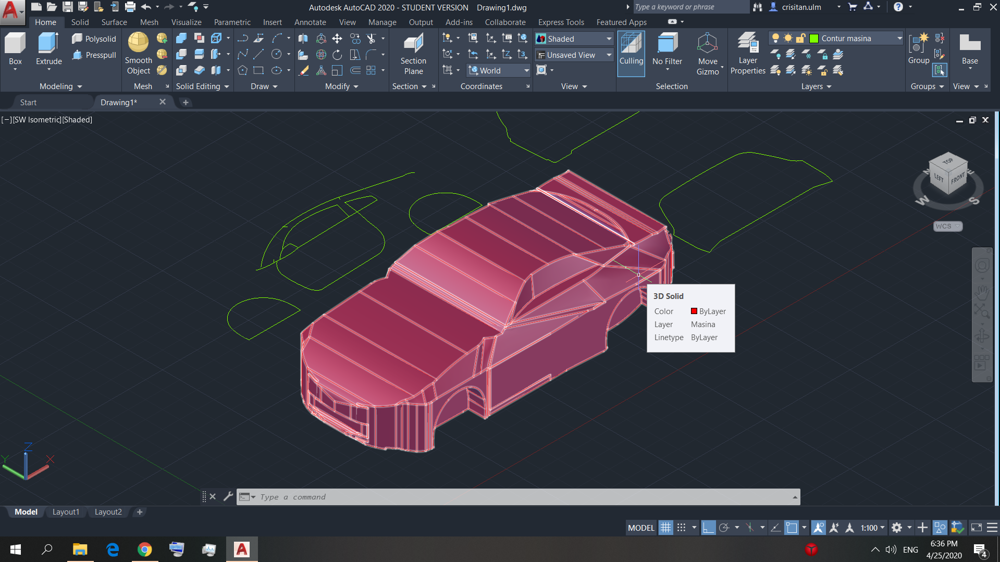 Autodesk AutoCAD 2020 - STUDENT VERSION    Drawing1.dwg
Type a keyword or phrase
crisitan.ulm
Home Solid Surface Mesh Visualize Parametric Insert Annotate View Manage Output Add-ins Collaborate Express Tools Featured Apps
Box
Extrude
Polysolid
Presspull
Modeling
Smooth
Object
Mesh
Solid Editing
Draw
Modify
Section
Plane
Section
World
Coordinates
Shaded
Unsaved View
View
Culling
No Filter
Move
Gizmo
Selection
Layer
Properties
Contur masina
Layers
Group
Groups
Base
View
Start
Drawing1*
[−][SW Isometric][Shaded]
TOP
LEFT
FRONT
N
E
W
S
WCS
3D Solid
Color ByLayer
Layer Masina
Linetype ByLayer
Z
Y
X
Type a command
Model Layout1 Layout2
MODEL
1:100
ENG
6:36 PM
4/25/2020
4